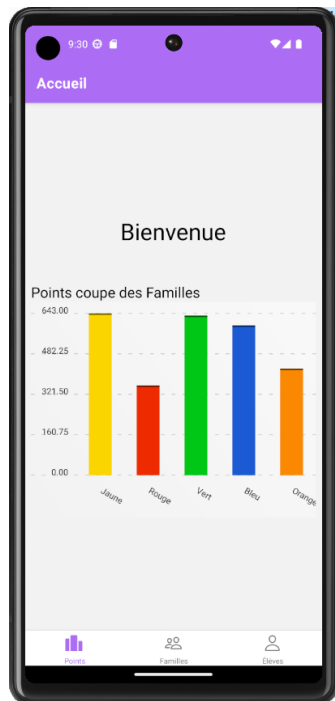 9:30
Accueil
Bienvenue
Points coupe des Familles
643.00
482.25
321.50
160.75
0.00
Jaune Rouge Vert Bleu Orange
Points Familles Élèves